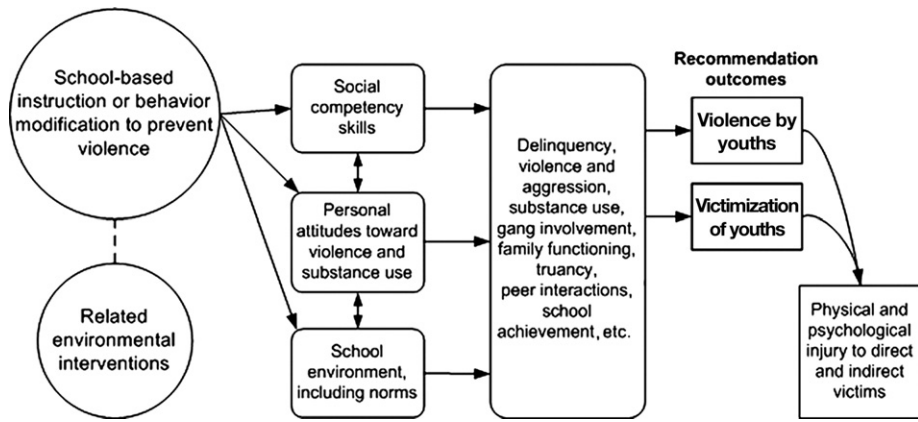 School-based
instruction or behavior
modification to prevent
violence
Related
environmental
interventions
Social
competency
skills
Personal
attitudes toward
violence and
substance use
School
environment,
including norms
Delinquency,
violence and
aggression,
substance use,
gang involvement,
family functioning,
truancy,
peer interactions,
school
achievement, etc.
Recommendation
outcomes
Violence by
youths
Victimization
of youths
Physical and
psychological
injury to direct
and indirect
victims